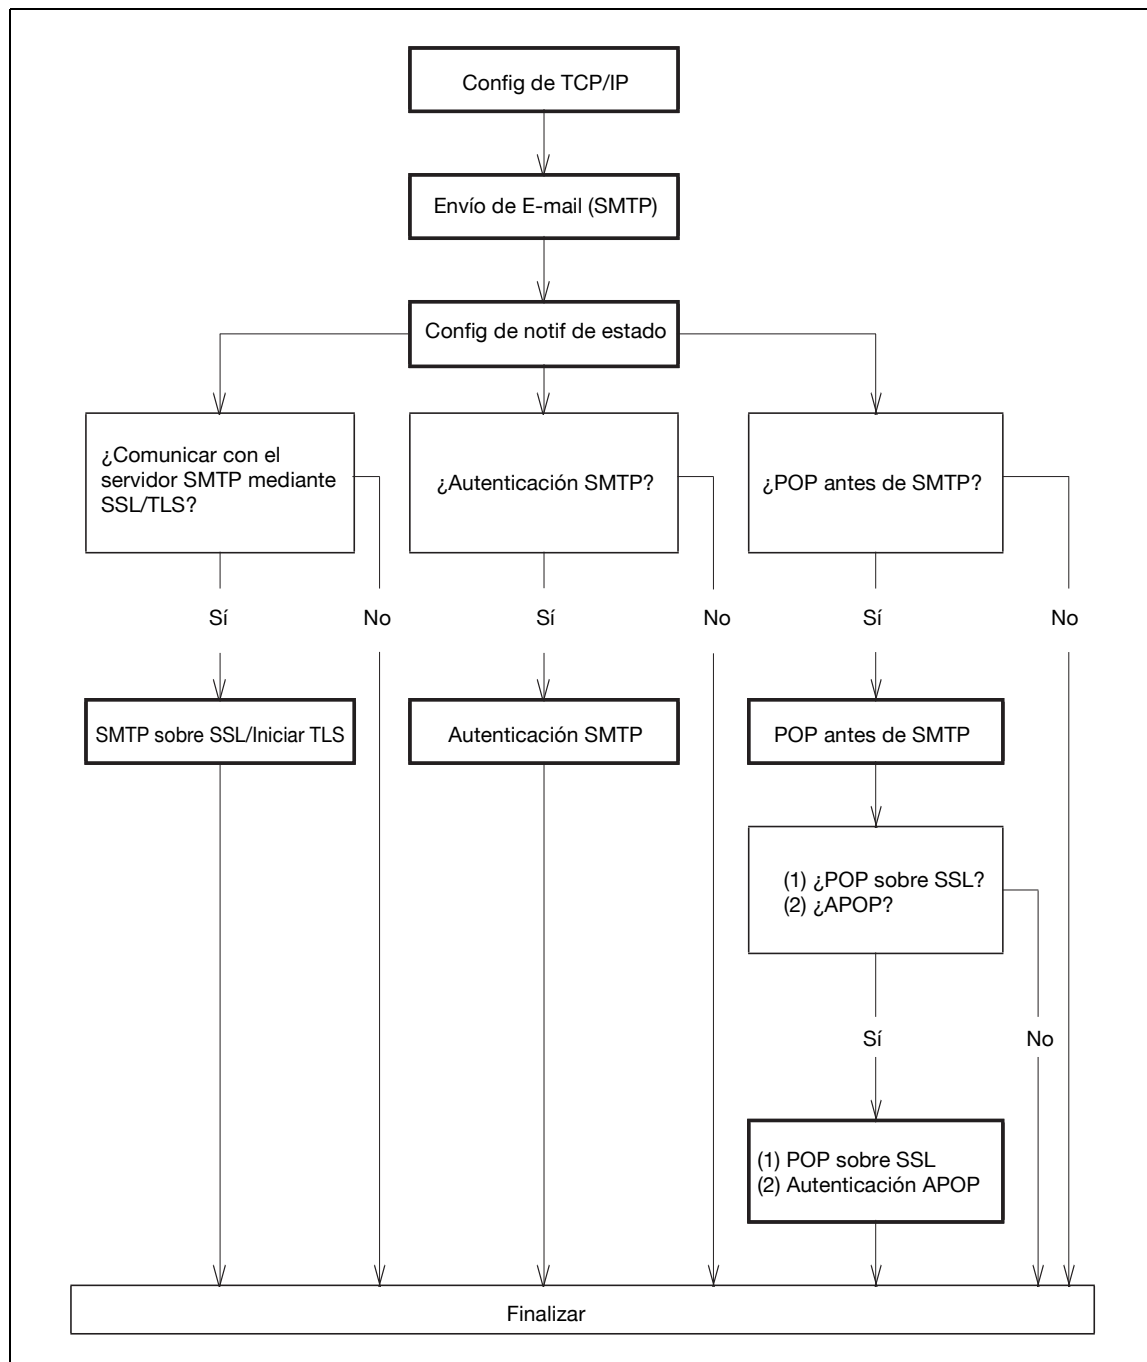 Config de TCP/IP
Envío de E-mail (SMTP)
Config de notif de estado
¿Comunicar con el
servidor SMTP mediante
SSL/TLS?
¿Autenticación SMTP?
¿POP antes de SMTP?
Sí
No
Sí
No
Sí
No
SMTP sobre SSL/Iniciar TLS
Autenticación SMTP
POP antes de SMTP
(1) ¿POP sobre SSL?
(2) ¿APOP?
Sí
No
(1) POP sobre SSL
(2) Autenticación APOP
Finalizar